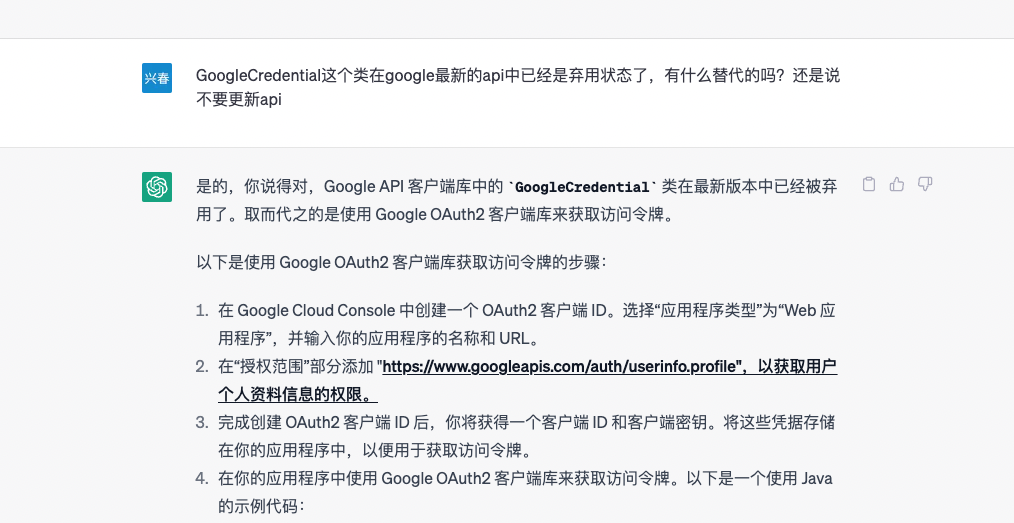 兴春
GoogleCredential这个类在google最新的api中已经是弃用状态了，有什么替代的吗？还是说
不要更新api
是的，你说得对，Google API 客户端库中的 `GoogleCredential` 类在最新版本中已经被弃
用了。取而代之的是使用 Google OAuth2 客户端库来获取访问令牌。
以下是使用 Google OAuth2 客户端库获取访问令牌的步骤：
1. 在 Google Cloud Console 中创建一个 OAuth2 客户端 ID。选择“应用程序类型”为“Web 应
用程序”，并输入你的应用程序的名称和 URL。
2. 在“授权范围”部分添加 "https://www.googleapis.com/auth/userinfo.profile"，以获取用户
个人资料信息的权限。
3. 完成创建 OAuth2 客户端 ID 后，你将获得一个客户端 ID 和客户端密钥。将这些凭据存储
在你的应用程序中，以便用于获取访问令牌。
4. 在你的应用程序中使用 Google OAuth2 客户端库来获取访问令牌。以下是一个使用 Java
的示例代码：